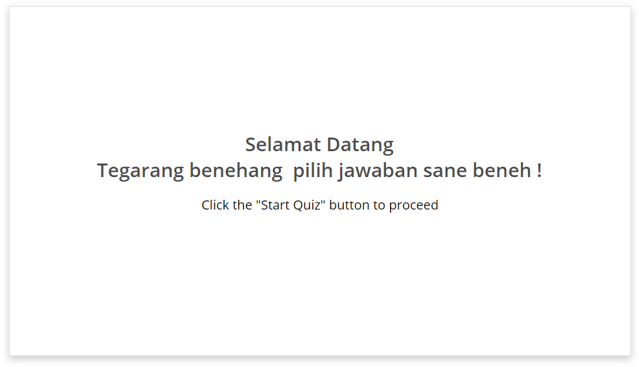 Selamat Datang
Tegarang benehang  pilih jawaban sane beneh !
Click the "Start Quiz" button to proceed